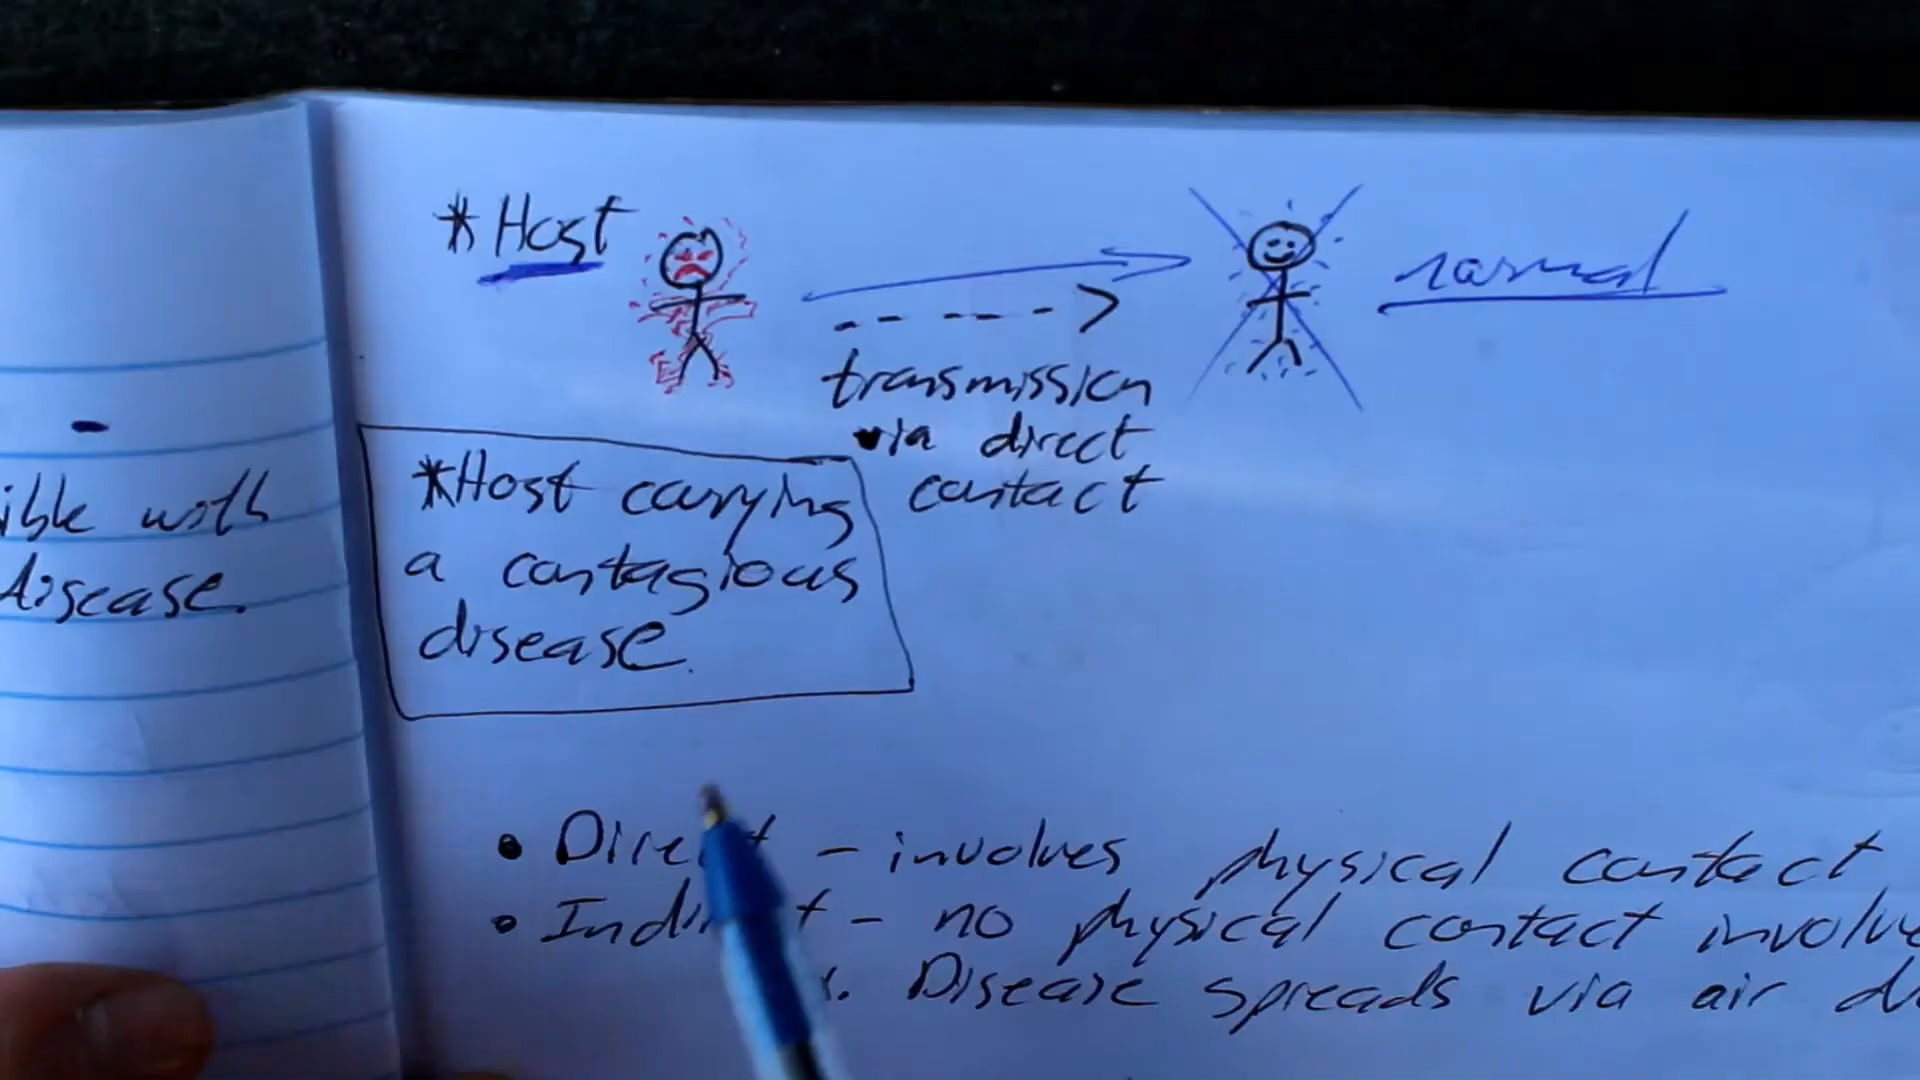 *Host
normal
transmission
via direct
contact
*Host carrying
a contagious
disease.
ible with
disease.
• Direct - involves physical contact
• Indirect - no physical contact involve
Disease spreads via air